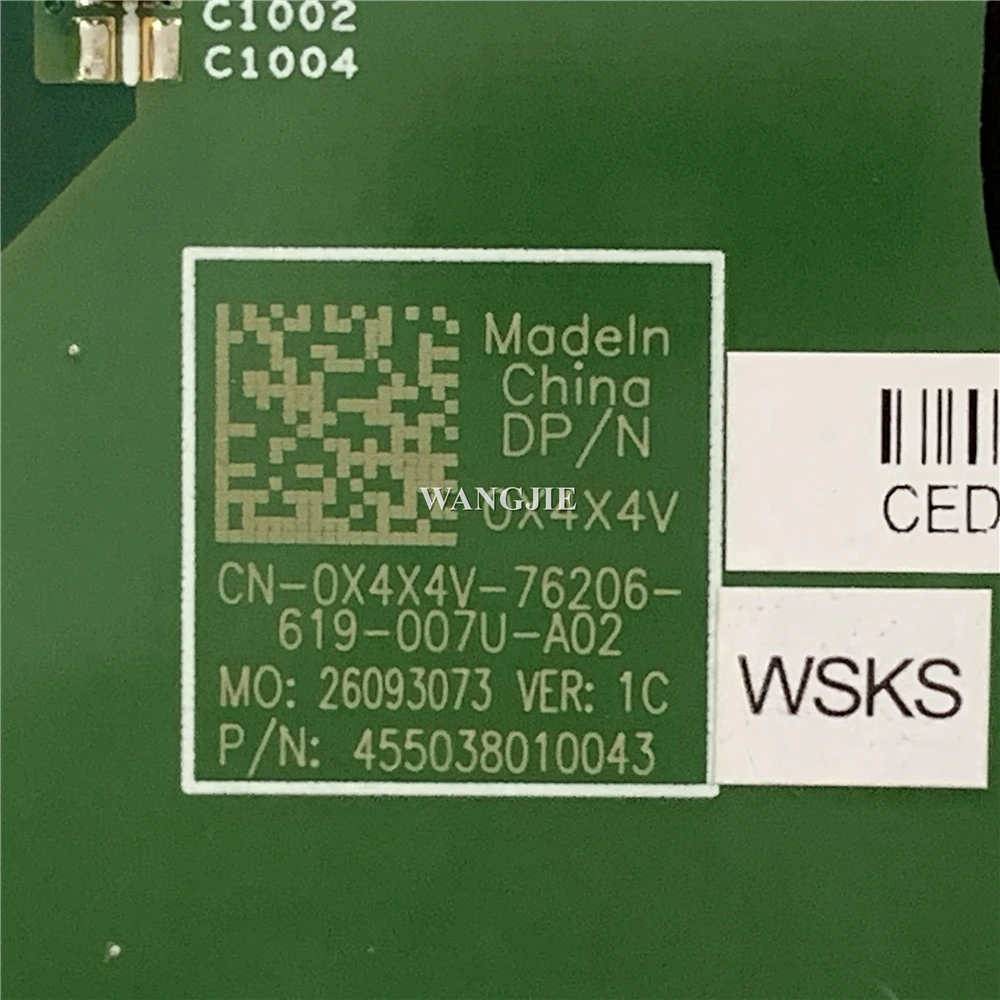 C1002
C1004
MadeIn
China
DP/N
0X4X4V
WANGJIE
CED
CN-0X4X4V-76206-
619-007U-A02
WSKS
MO: 26093073 VER: 1C
P/N: 455038010043